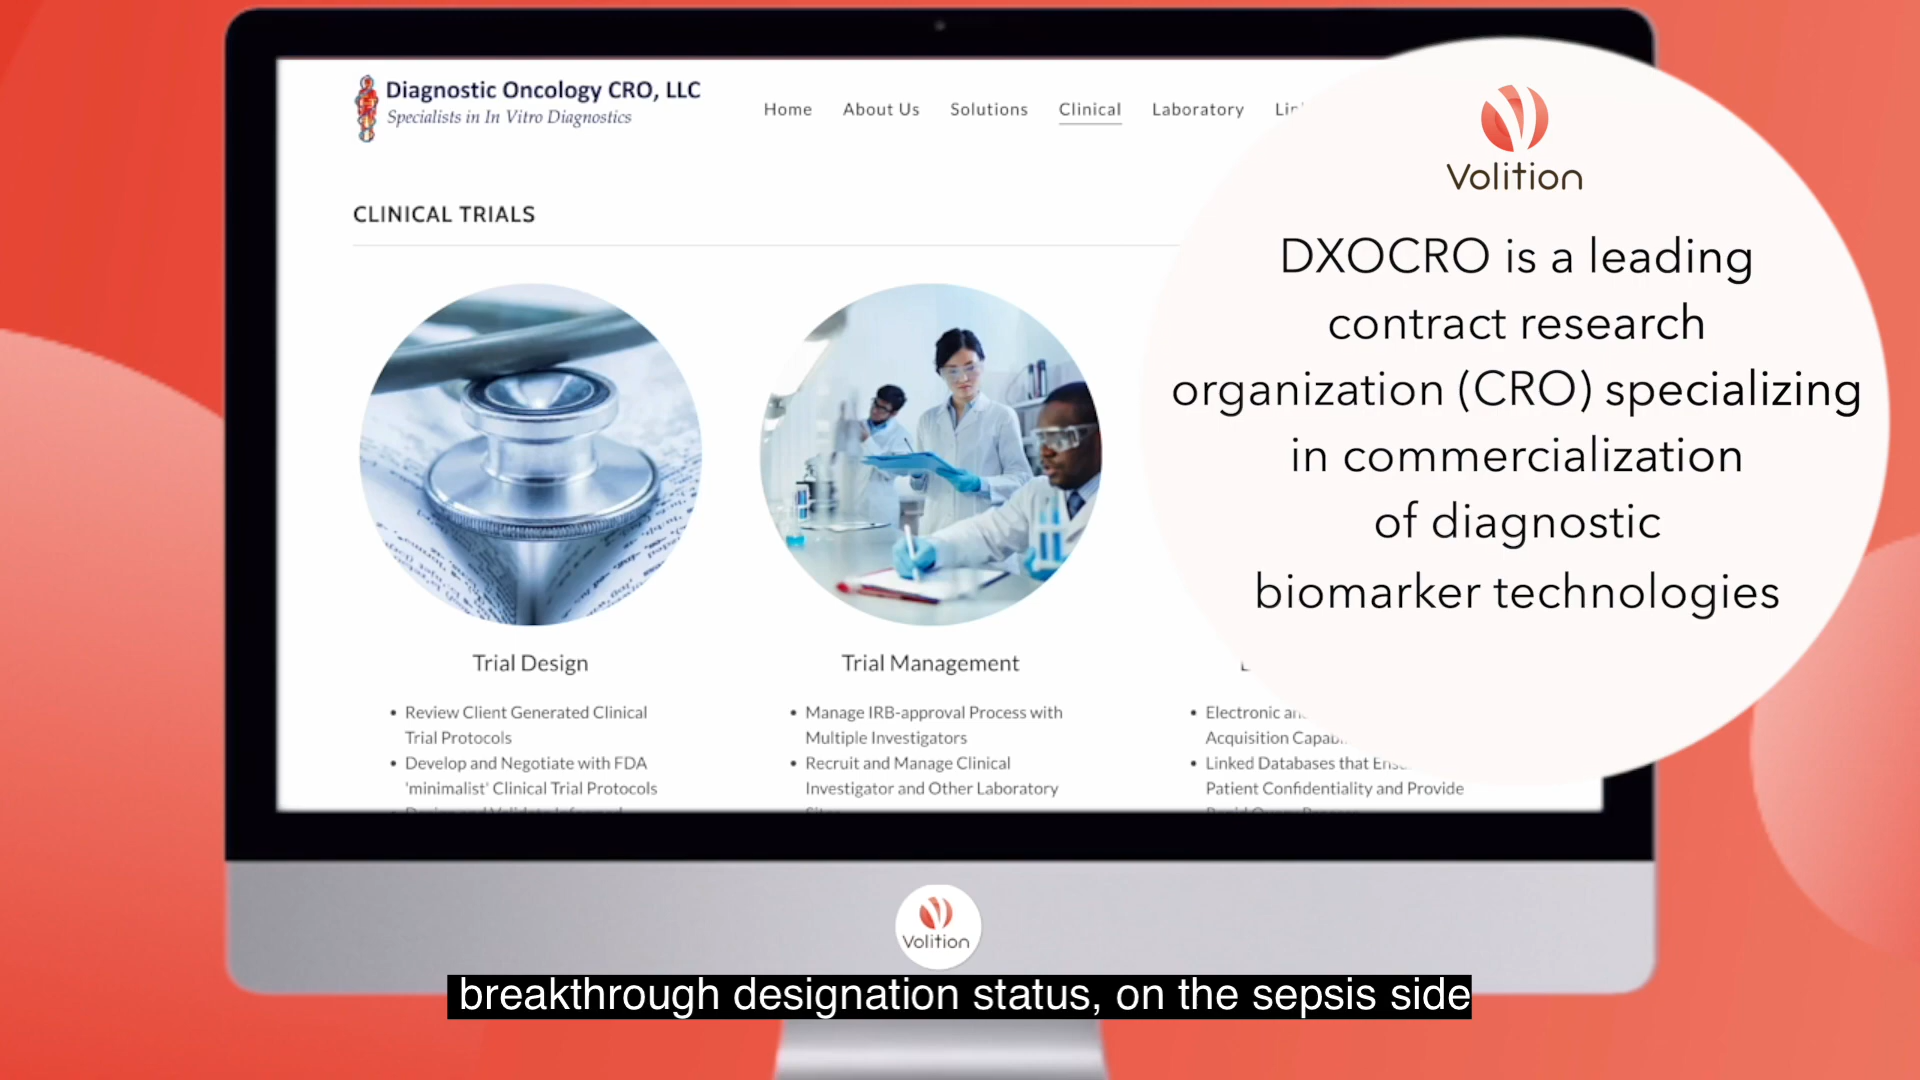 Diagnostic Oncology CRO, LLC
Specialists in In Vitro Diagnostics
Home About Us Solutions Clinical Laboratory
CLINICAL TRIALS
Trial Design
• Review Client Generated Clinical
Trial Protocols
• Develop and Negotiate with FDA
'minimalist' Clinical Trial Protocols
Trial Management
• Manage IRB-approval Process with
Multiple Investigators
• Recruit and Manage Clinical
Investigator and Other Laboratory
• Electronic
Acquisition
• Linked Databases that
Patient Confidentiality and Provide
Volition
DXOCRO is a leading
contract research
organization (CRO) specializing
in commercialization
of diagnostic
biomarker technologies
Volition
breakthrough designation status, on the sepsis side